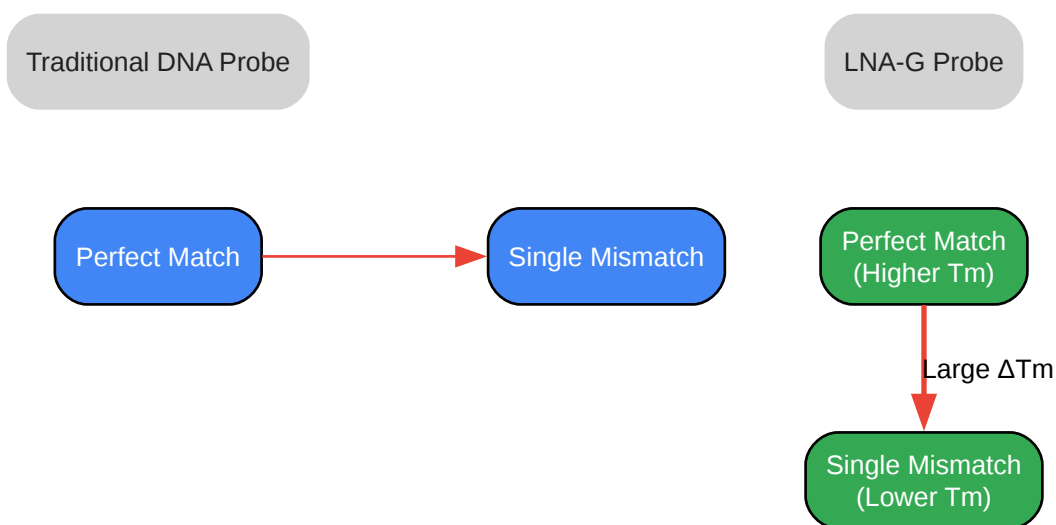 Traditional DNA Probe
LNA-G Probe
Perfect Match
Single Mismatch
Perfect Match
(Higher Tm)
Large ΔTm
Single Mismatch
(Lower Tm)